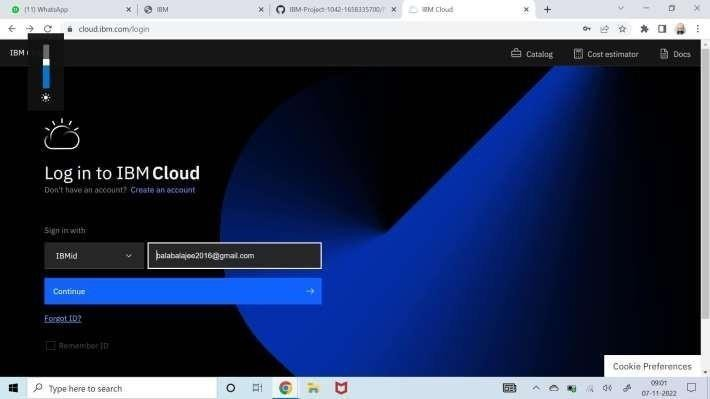 (11) WhatsApp
IBM
IBM-Project-1042-1658335700/
IBM Cloud
cloud.ibm.com/login
IBM
Catalog
Cost estimator
Docs
Log in to IBM Cloud
Don't have an account? Create an account
Sign in with
IBMid
balabalajee2016@gmail.com
Continue
Forgot ID?
Remember ID
Cookie Preferences
Type here to search
09:01
07-11-2022